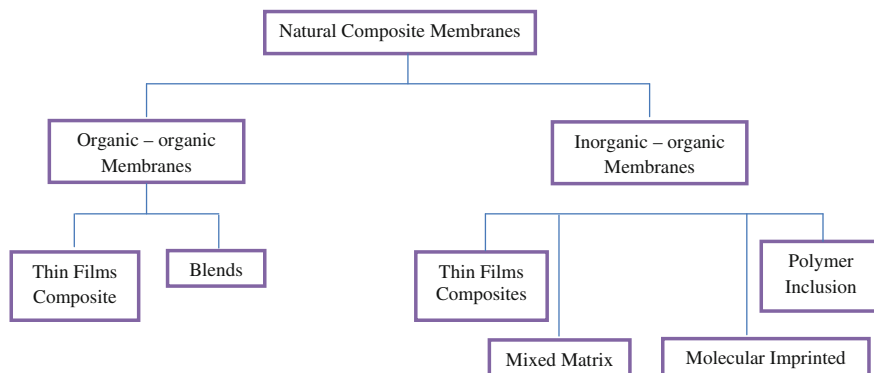 Natural Composite Membranes
Organic – organic
Membranes
Inorganic – organic
Membranes
Thin Films
Composite
Blends
Thin Films
Composites
Polymer
Inclusion
Mixed Matrix
Molecular Imprinted